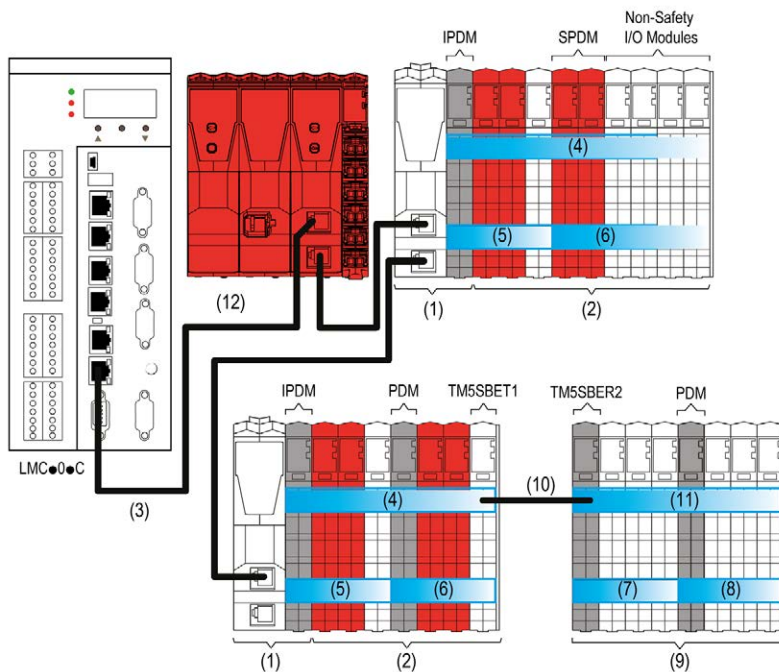 Non-Safety
IPDM SPDM I/O Modules
(4)
(5) (6)
(12) (1) (2)
IPDM PDM TM5SBET1 TM5SBER2 PDM
LMC●0●C
(3)
(4) (10) (11)
(5) (6) (7) (8)
(1) (2) (9)